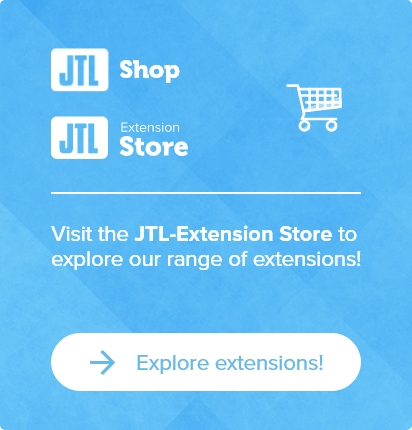 JTL Shop
JTL Extension
Store
Visit the JTL-Extension Store to
explore our range of extensions!
Explore extensions!